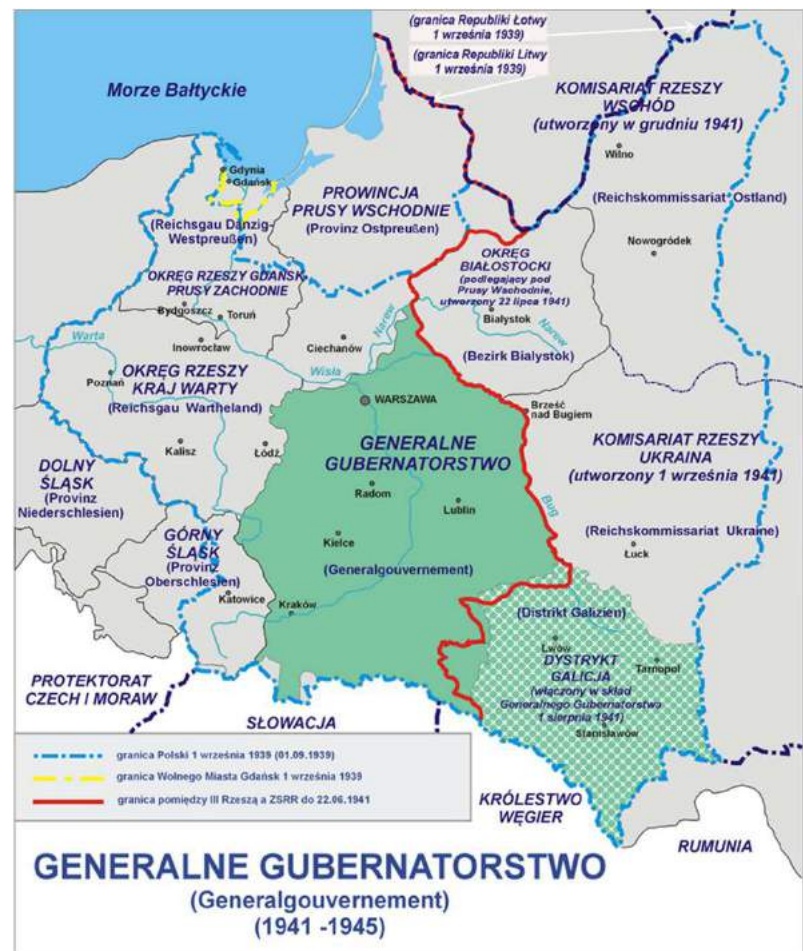 (granica Republiki Łotwy
1 września 1939)
(granica Republiki Litwy
1 września 1939)
Morze Bałtyckie
KOMISARIAT RZESZY
WSCHÓD
(utworzony w grudniu 1941)
Wilno
(Reichskommissariat Ostland)
Nowogródek
Gdynia
Gdańsk
(Reichsgau Danzig-
Westpreußen)
PROWINCJA
PRUSY WSCHODNIE
(Provinz Ostpreußen)
OKRĘG RZESZY GDAŃSK
PRUSY ZACHODNIE
Bydgoszcz
Toruń
OKRĘG
BIAŁOSTOCKI
(podlegający pod
Prusy Wschodnie,
utworzony 22 lipca 1941)
Białystok
Narew
Narew
(Bezirk Bialystok)
Warta
Inowrocław
Ciechanów
Wisła
OKRĘG RZESZY
KRAJ WARTY
Poznań
(Reichsgau Wartheland)
WARSZAWA
Brześć
nad Bugiem
Kalisz
Łódź
GENERALNE
GUBERNATORSTWO
KOMISARIAT RZESZY
UKRAINA
(utworzony 1 września 1941)
DOLNY
ŚLĄSK
(Provinz
Niederschlesien)
Radom
Lublin
Bug
Kielce
(Reichskommissariat Ukraine)
Łuck
GÓRNY
ŚLĄSK
(Provinz
Oberschlesien)
(Generalgouvernement)
Katowice
Kraków
(Distrikt Galizien)
Lwów
DYSTRYKT
GALICJA
(włączony w skład
Generalnego Gubernatorstwa
1 sierpnia 1941)
Tarnopol
Stanisławów
PROTEKTORAT
CZECH I MORAW
SŁOWACJA
granica Polski 1 września 1939 (01.09.1939)
granica Wolnego Miasta Gdańsk 1 września 1939
granica pomiędzy III Rzeszą a ZSRR do 22.06.1941
KRÓLESTWO
WĘGIER
RUMUNIA
GENERALNE GUBERNATORSTWO
(Generalgouvernement)
(1941 -1945)